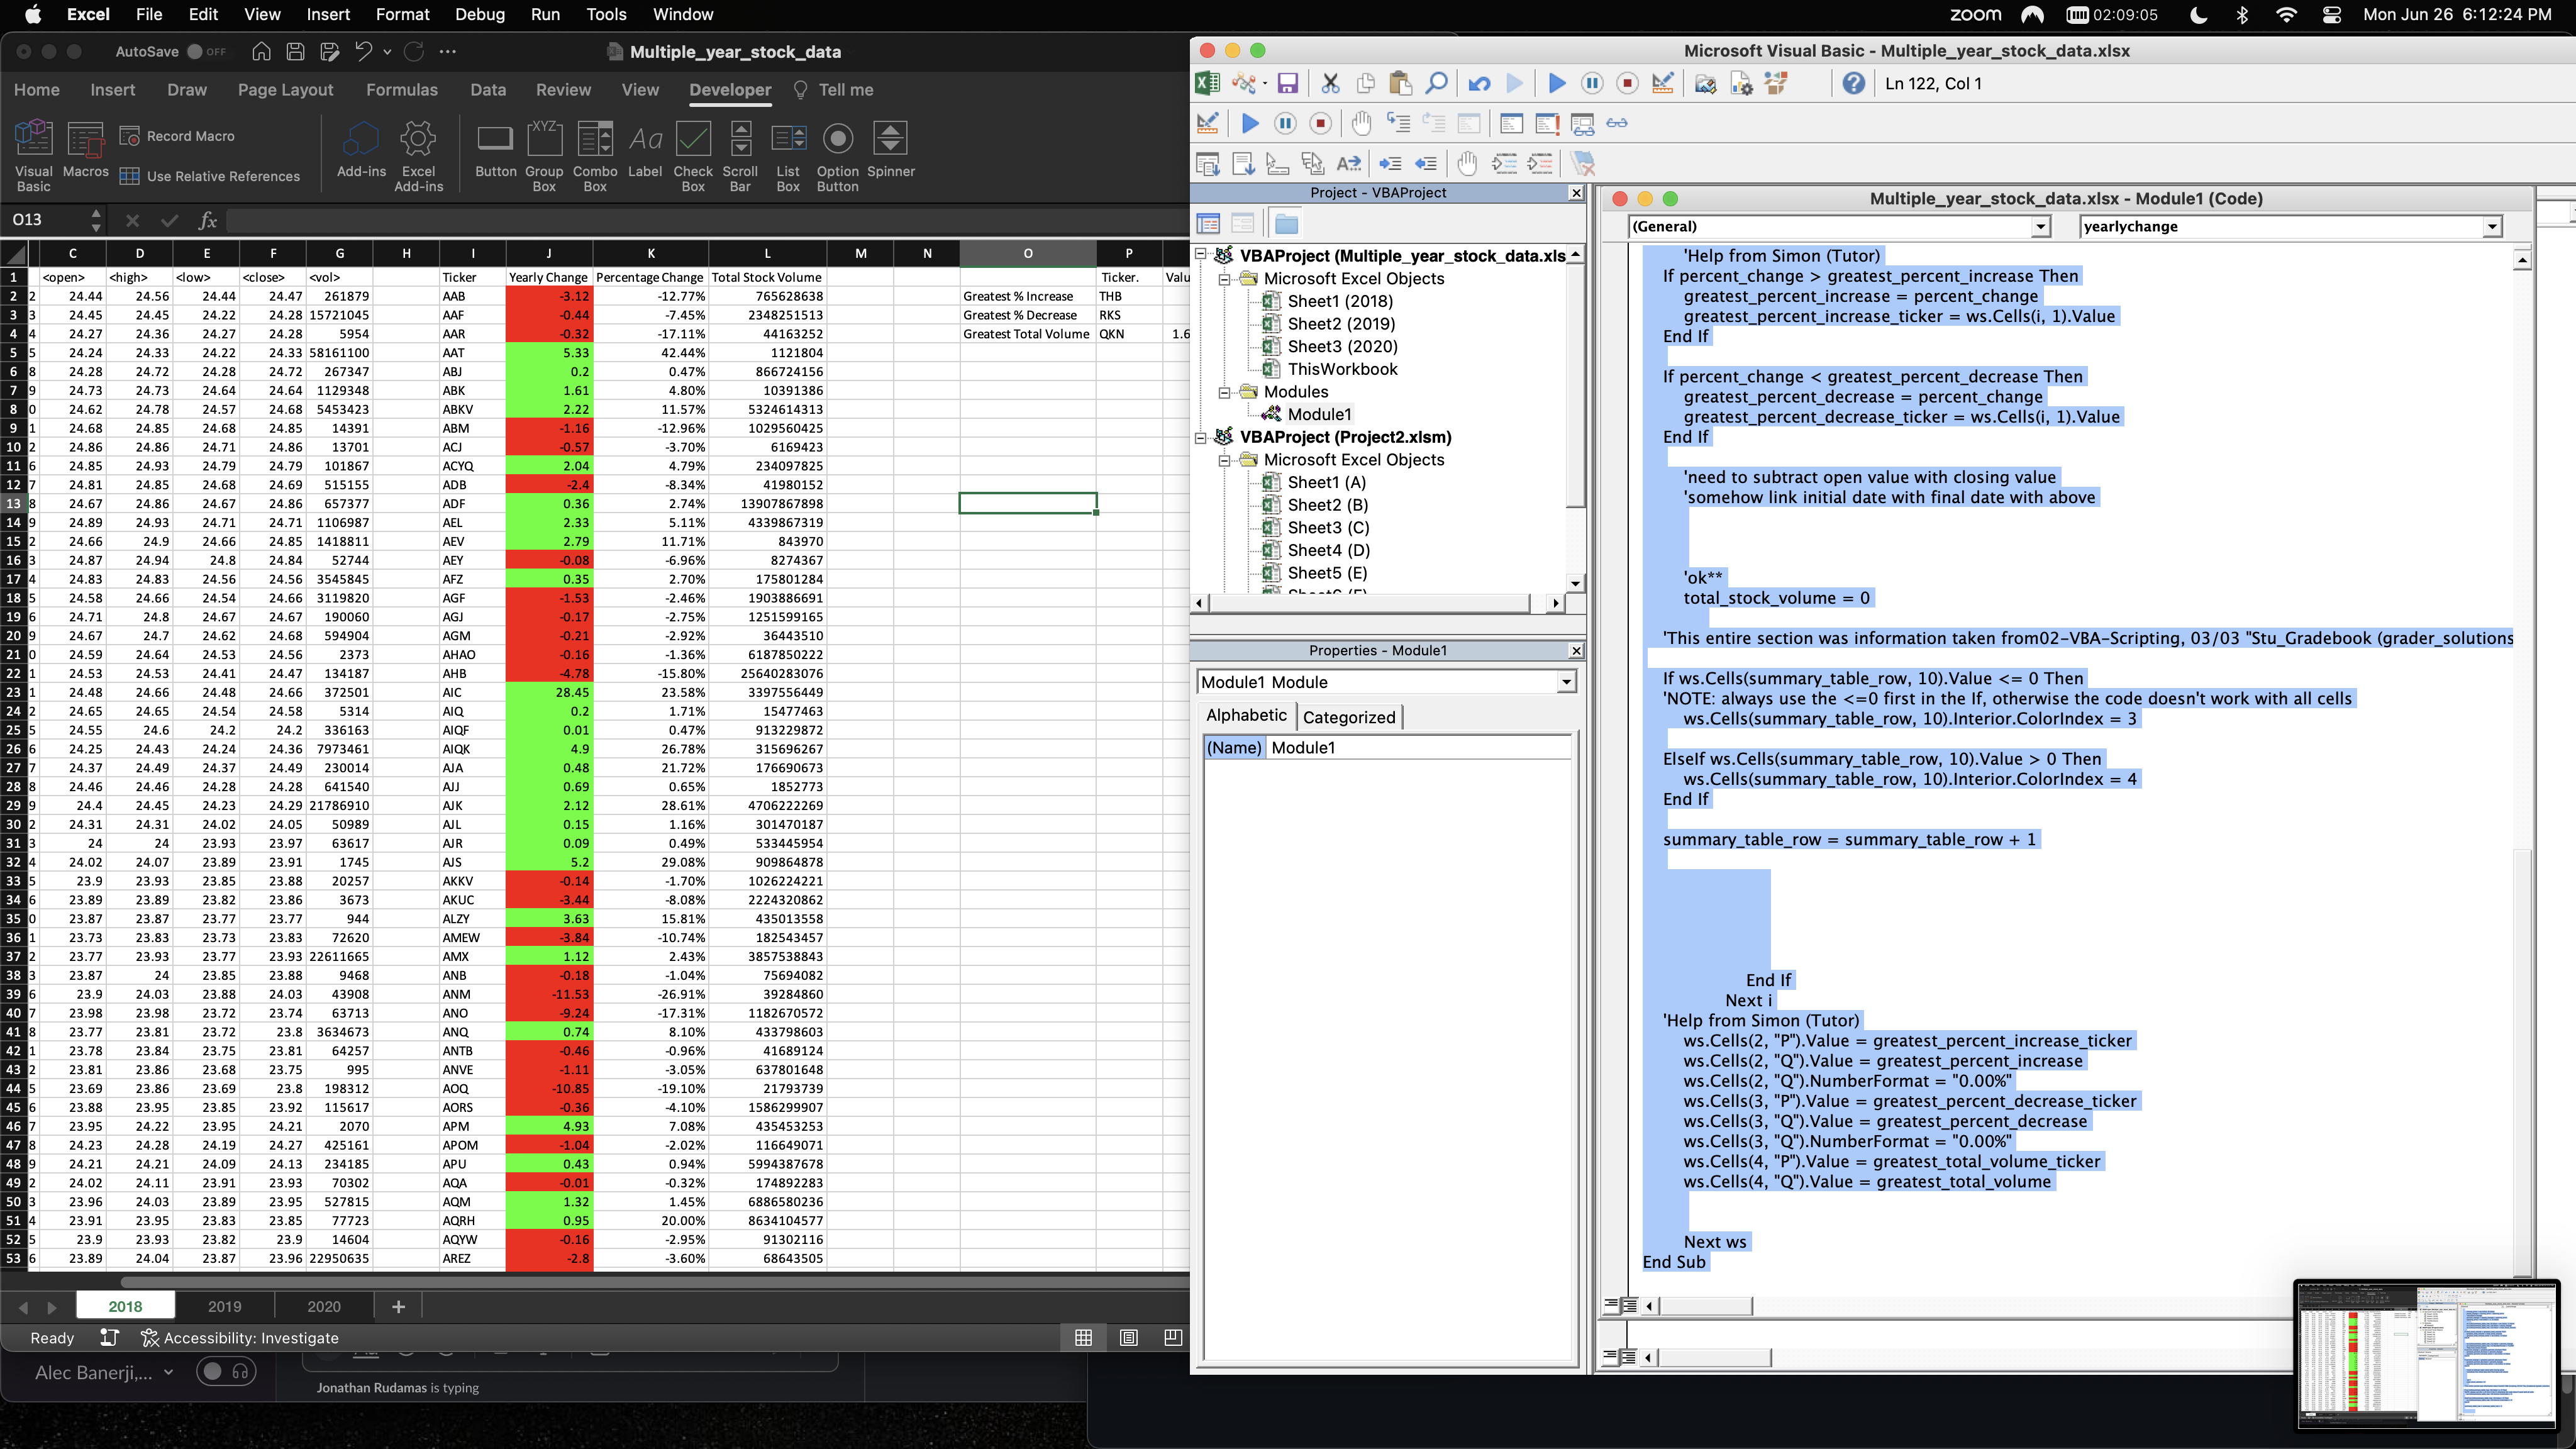 Excel File Edit View Insert Format Debug Run Tools Window
zoom 02:09:05 Mon Jun 26 6:12:24 PM
AutoSave OFF Multiple_year_stock_data
Home Insert Draw Page Layout Formulas Data Review View Developer Tell me
Visual Basic
Macros
Record Macro
Use Relative References
Add-ins
Excel Add-ins
XYZ
Aa
Button
Group Box
Combo Box
Label
Check Box
Scroll Bar
List Box
Option Button
Spinner
O13 fx
C D E F G H I J K L M N O P
1 <open> <high> <low> <close> <vol> Ticker Yearly Change Percentage Change Total Stock Volume Ticker. Valu
2 2 24.44 24.56 24.44 24.47 261879 AAB -3.12 -12.77% 765628638 Greatest % Increase THB
3 3 24.45 24.45 24.22 24.28 15721045 AAF -0.44 -7.45% 2348251513 Greatest % Decrease RKS
4 4 24.27 24.36 24.27 24.28 5954 AAR -0.32 -17.11% 44163252 Greatest Total Volume QKN 1.6
5 5 24.24 24.33 24.22 24.33 58161100 AAT 5.33 42.44% 1121804
6 8 24.28 24.72 24.28 24.72 267347 ABJ 0.2 0.47% 866724156
7 9 24.73 24.73 24.64 24.64 1129348 ABK 1.61 4.80% 10391386
8 0 24.62 24.78 24.57 24.68 5453423 ABKV 2.22 11.57% 5324614313
9 1 24.68 24.85 24.68 24.85 14391 ABM -1.16 -12.96% 1029560425
10 2 24.86 24.86 24.71 24.86 13701 ACJ -0.57 -3.70% 6169423
11 6 24.85 24.93 24.79 24.79 101867 ACYQ 2.04 4.79% 234097825
12 7 24.81 24.85 24.68 24.69 515155 ADB -2.4 -8.34% 41980152
13 8 24.67 24.86 24.67 24.86 657377 ADF 0.36 2.74% 13907867898
14 9 24.89 24.93 24.71 24.71 1106987 AEL 2.33 5.11% 4339867319
15 2 24.66 24.9 24.66 24.85 1418811 AEV 2.79 11.71% 843970
16 3 24.87 24.94 24.8 24.84 52744 AEY -0.08 -6.96% 8274367
17 4 24.83 24.83 24.56 24.56 3545845 AFZ 0.35 2.70% 175801284
18 5 24.58 24.66 24.54 24.66 3119820 AGF -1.53 -2.46% 1903886691
19 6 24.71 24.8 24.67 24.67 190060 AGJ -0.17 -2.75% 1251599165
20 9 24.67 24.7 24.62 24.68 594904 AGM -0.21 -2.92% 36443510
21 0 24.59 24.64 24.53 24.56 2373 AHAO -0.16 -1.36% 6187850222
22 1 24.53 24.53 24.41 24.47 134187 AHB -4.78 -15.80% 25640283076
23 1 24.48 24.66 24.48 24.66 372501 AIC 28.45 23.58% 3397556449
24 2 24.65 24.65 24.54 24.58 5314 AIQ 0.2 1.71% 15477463
25 5 24.55 24.6 24.2 24.2 336163 AIQF 0.01 0.47% 913229872
26 6 24.25 24.43 24.24 24.36 7973461 AIQK 4.9 26.78% 315696267
27 7 24.37 24.49 24.37 24.49 230014 AJA 0.48 21.72% 176690673
28 8 24.46 24.46 24.28 24.28 641540 AJJ 0.69 0.65% 1852773
29 9 24.4 24.45 24.23 24.29 21786910 AJK 2.12 28.61% 4706222269
30 2 24.31 24.31 24.02 24.05 50989 AJL 0.15 1.16% 301470187
31 3 24 24 23.93 23.97 63617 AJR 0.09 0.49% 533445954
32 4 24.02 24.07 23.89 23.91 1745 AJS 5.2 29.08% 909864878
33 5 23.9 23.93 23.85 23.88 20257 AKKV -0.14 -1.70% 1026224221
34 6 23.89 23.89 23.82 23.86 3673 AKUC -3.44 -8.08% 2224320862
35 0 23.87 23.87 23.77 23.77 944 ALZY 3.63 15.81% 435013558
36 1 23.73 23.83 23.73 23.83 72620 AMEW -3.84 -10.74% 182543457
37 2 23.77 23.93 23.77 23.93 22611665 AMX 1.12 2.43% 3857538843
38 3 23.87 24 23.85 23.88 9468 ANB -0.18 -1.04% 75694082
39 6 23.9 24.03 23.88 24.03 43908 ANM -11.53 -26.91% 39284860
40 7 23.98 23.98 23.72 23.74 63713 ANO -9.24 -17.31% 1182670572
41 8 23.77 23.81 23.72 23.8 3634673 ANQ 0.74 8.10% 433798603
42 1 23.78 23.84 23.75 23.81 64257 ANTB -0.46 -0.96% 41689124
43 2 23.81 23.86 23.68 23.75 995 ANVE -1.11 -3.05% 637801648
44 5 23.69 23.86 23.69 23.8 198312 AOQ -10.85 -19.10% 21793739
45 6 23.88 23.95 23.85 23.92 115617 AORS -0.36 -4.10% 1586299907
46 7 23.95 24.22 23.95 24.21 2070 APM 4.93 7.08% 435453253
47 8 24.23 24.28 24.19 24.27 425161 APOM -1.04 -2.02% 116649071
48 9 24.21 24.21 24.09 24.13 234185 APU 0.43 0.94% 5994387678
49 2 24.02 24.11 23.91 23.93 70302 AQA -0.01 -0.32% 174892283
50 3 23.96 24.03 23.89 23.95 527815 AQM 1.32 1.45% 6886580236
51 4 23.91 23.95 23.83 23.85 77723 AQRH 0.95 20.00% 8634104577
52 5 23.9 23.93 23.82 23.9 14604 AQYW -0.16 -2.95% 91302116
53 6 23.89 24.04 23.87 23.96 22950635 AREZ -2.8 -3.60% 68643505
2018 2019 2020 +
Ready Accessibility: Investigate
Alec Banerji,...
Jonathan Rudamas is typing
Microsoft Visual Basic - Multiple_year_stock_data.xlsx
Ln 122, Col 1
Project - VBAProject
VBAProject (Multiple_year_stock_data.xls
Microsoft Excel Objects
Sheet1 (2018)
Sheet2 (2019)
Sheet3 (2020)
ThisWorkbook
Modules
Module1
VBAProject (Project2.xlsm)
Microsoft Excel Objects
Sheet1 (A)
Sheet2 (B)
Sheet3 (C)
Sheet4 (D)
Sheet5 (E)
Properties - Module1
Module1 Module
Alphabetic Categorized
(Name) Module1
Multiple_year_stock_data.xlsx - Module1 (Code)
(General) yearlychange
'Help from Simon (Tutor)
If percent_change > greatest_percent_increase Then
greatest_percent_increase = percent_change
greatest_percent_increase_ticker = ws.Cells(i, 1).Value
End If
If percent_change < greatest_percent_decrease Then
greatest_percent_decrease = percent_change
greatest_percent_decrease_ticker = ws.Cells(i, 1).Value
End If
'need to subtract open value with closing value
'somehow link initial date with final date with above
'ok**
total_stock_volume = 0
'This entire section was information taken from02-VBA-Scripting, 03/03 "Stu_Gradebook (grader_solutions
If ws.Cells(summary_table_row, 10).Value <= 0 Then
'NOTE: always use the <=0 first in the If, otherwise the code doesn't work with all cells
ws.Cells(summary_table_row, 10).Interior.ColorIndex = 3
ElseIf ws.Cells(summary_table_row, 10).Value > 0 Then
ws.Cells(summary_table_row, 10).Interior.ColorIndex = 4
End If
summary_table_row = summary_table_row + 1
End If
Next i
'Help from Simon (Tutor)
ws.Cells(2, "P").Value = greatest_percent_increase_ticker
ws.Cells(2, "Q").Value = greatest_percent_increase
ws.Cells(2, "Q").NumberFormat = "0.00%"
ws.Cells(3, "P").Value = greatest_percent_decrease_ticker
ws.Cells(3, "Q").Value = greatest_percent_decrease
ws.Cells(3, "Q").NumberFormat = "0.00%"
ws.Cells(4, "P").Value = greatest_total_volume_ticker
ws.Cells(4, "Q").Value = greatest_total_volume
Next ws
End Sub